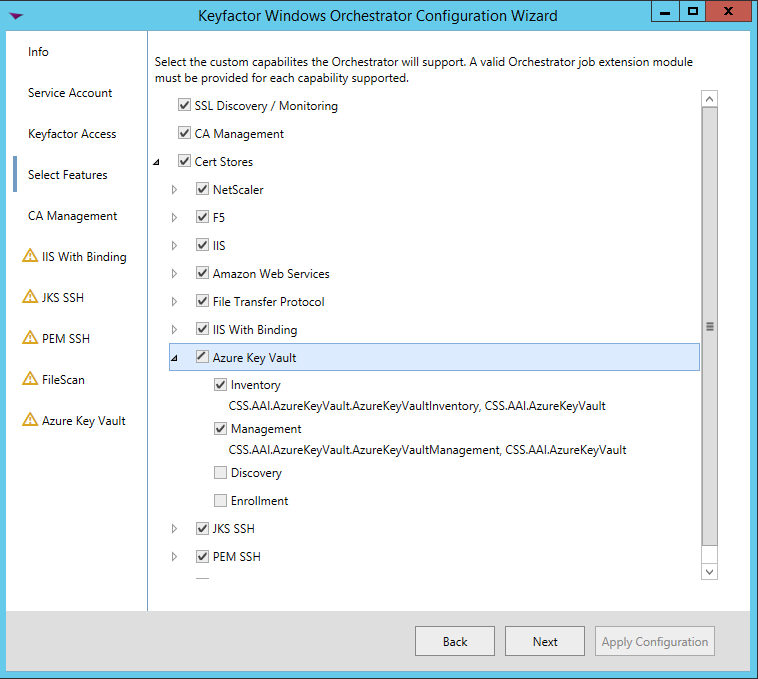 Keyfactor Windows Orchestrator Configuration Wizard
Info
Service Account
Keyfactor Access
Select Features
CA Management
IIS With Binding
JKS SSH
PEM SSH
FileScan
Azure Key Vault
Select the custom capabilites the Orchestrator will support. A valid Orchestrator job extension module
must be provided for each capability supported.
SSL Discovery / Monitoring
CA Management
Cert Stores
NetScaler
F5
IIS
Amazon Web Services
File Transfer Protocol
IIS With Binding
Azure Key Vault
Inventory
CSS.AAI.AzureKeyVault.AzureKeyVaultInventory, CSS.AAI.AzureKeyVault
Management
CSS.AAI.AzureKeyVault.AzureKeyVaultManagement, CSS.AAI.AzureKeyVault
Discovery
Enrollment
JKS SSH
PEM SSH
Back
Next
Apply Configuration